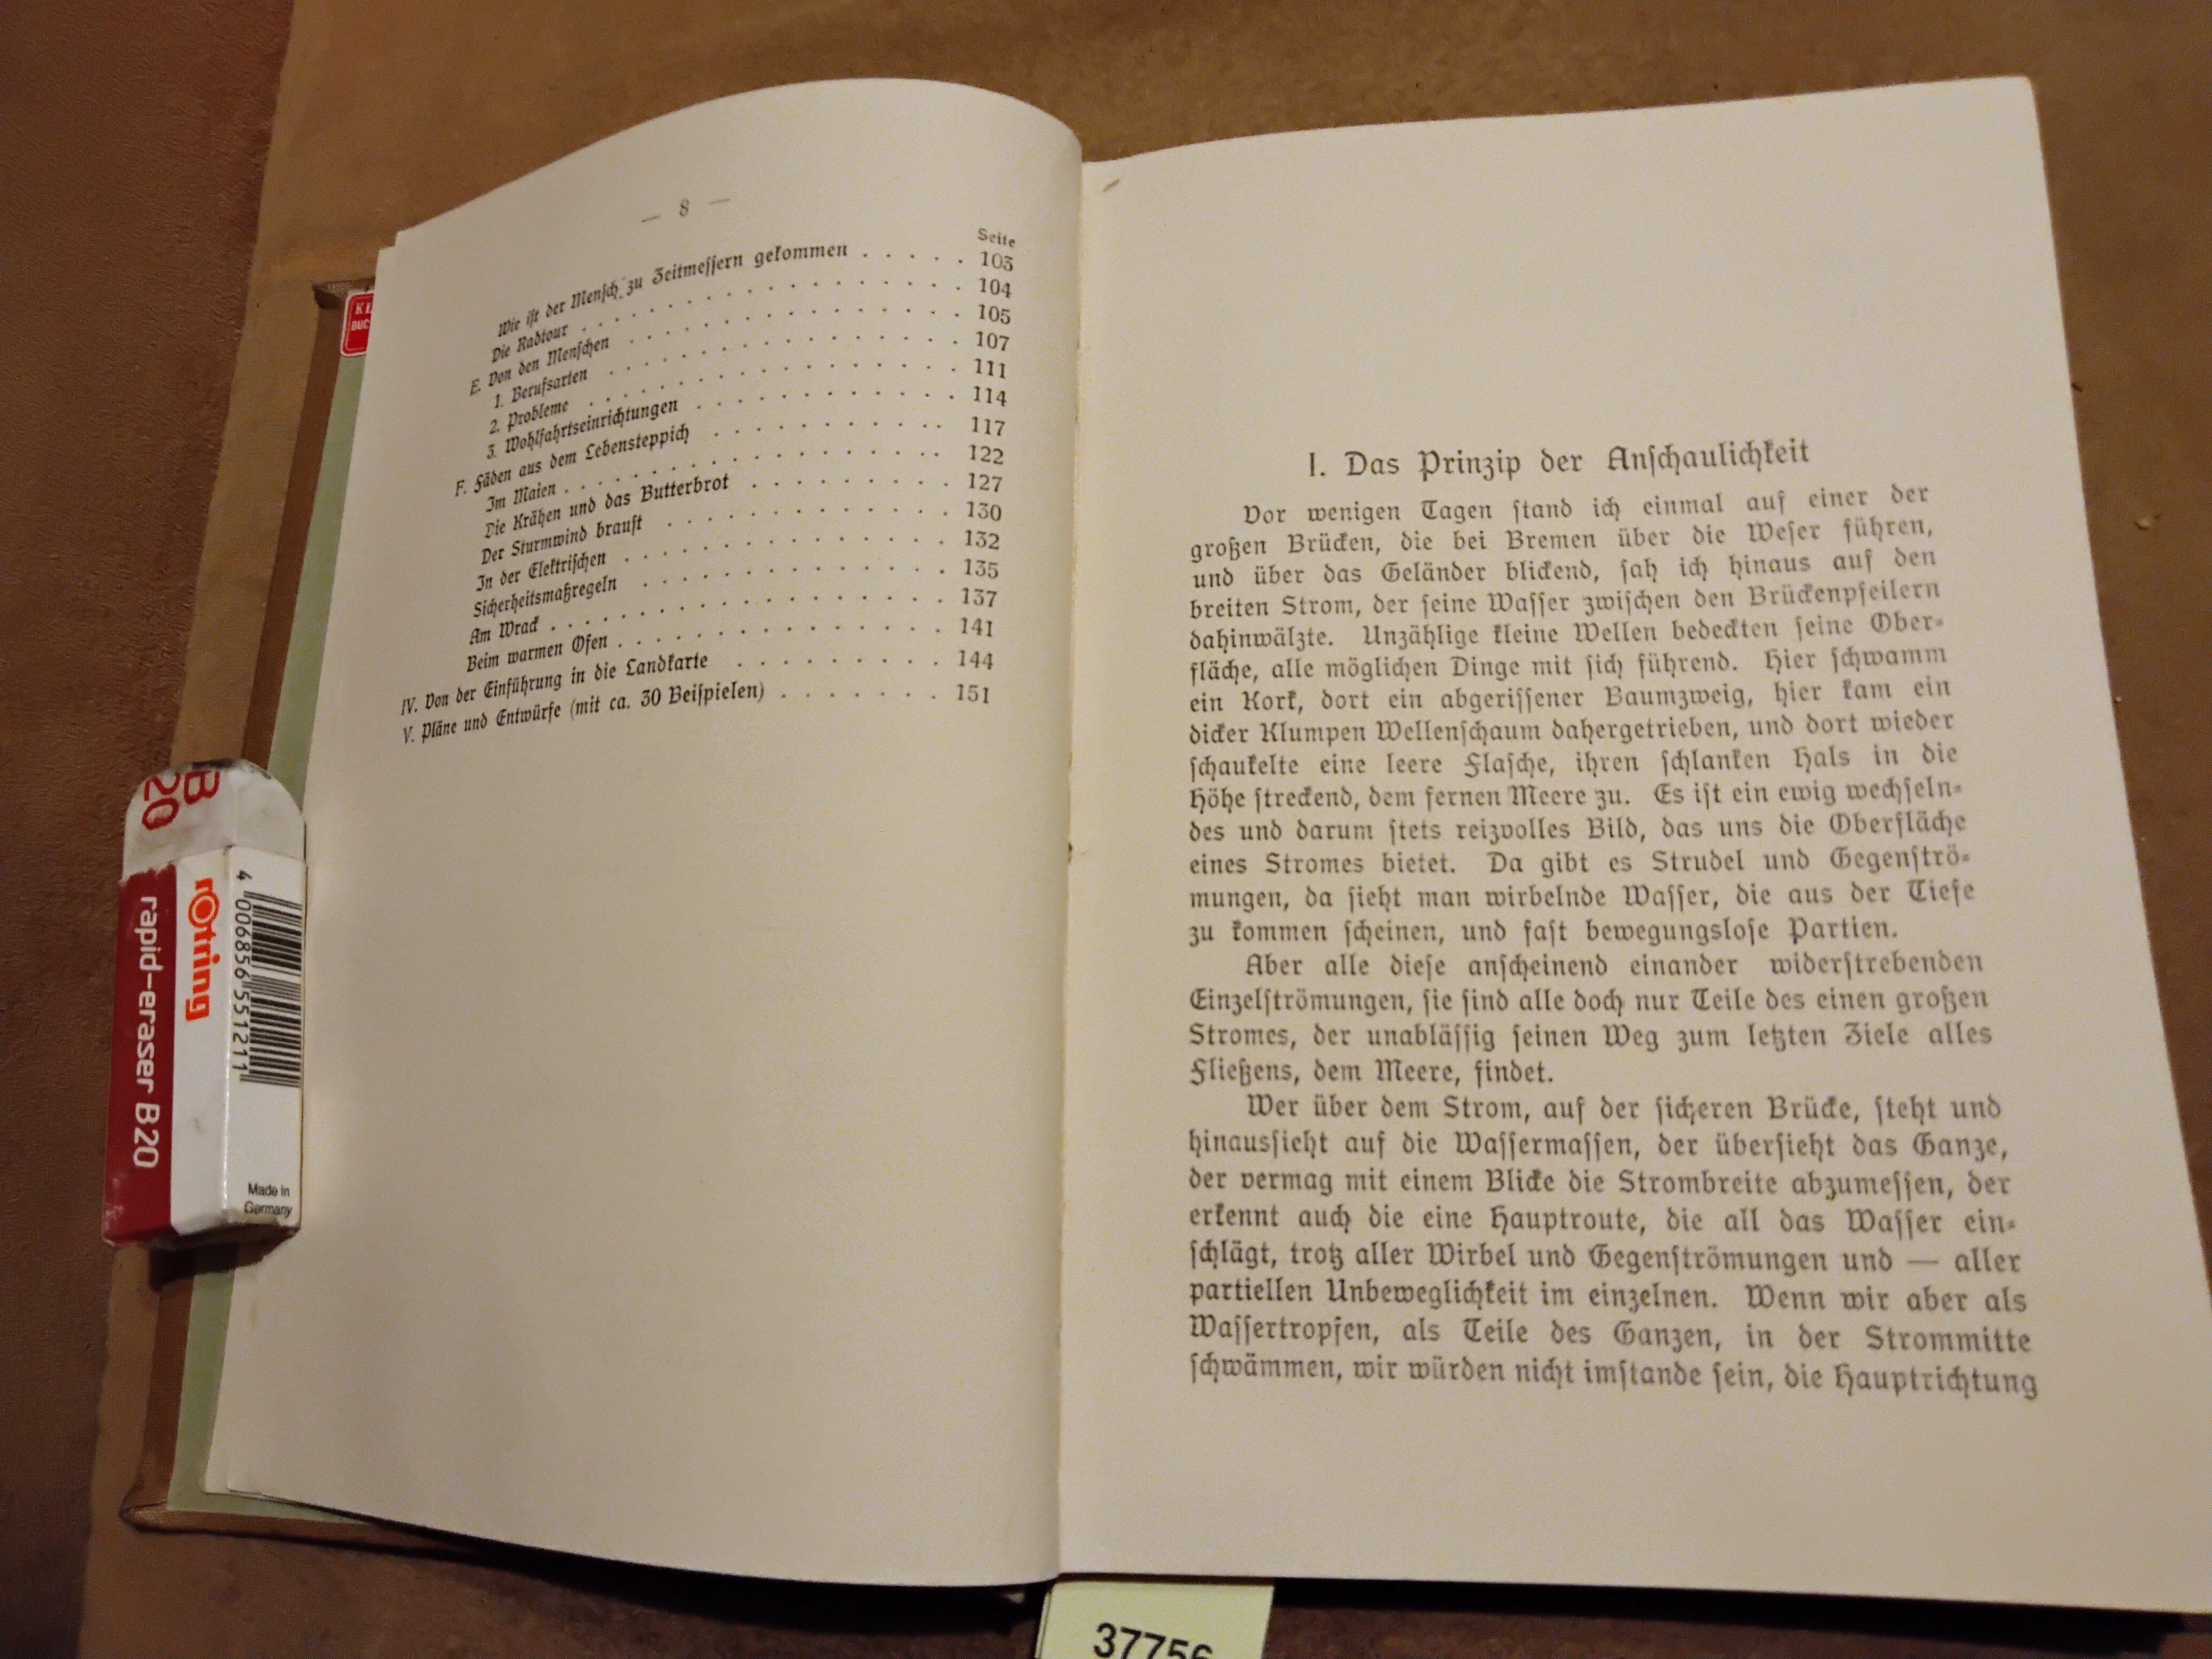 — 8 —
Seite
Wie iſt der Menſch zu Zeitmeſſern gekommen . . . . . 103
Die Radtour . . . . . . . . . . . . . . . 104
E. Von den Menſchen . . . . . . . . . . . . . 105
1. Berufsarten . . . . . . . . . . . . . . 107
2. Probleme . . . . . . . . . . . . . . . 111
3. Wohlfahrtseinrichtungen . . . . . . . . . . . 114
F. Fäden aus dem Lebensteppich . . . . . . . . . . 117
Im Maien . . . . . . . . . . . . . . . . 122
Die Krähen und das Butterbrot . . . . . . . . . 127
Der Sturmwind brauſt . . . . . . . . . . . . 130
In der Elektriſchen . . . . . . . . . . . . . 132
Sicherheitsmaßregeln . . . . . . . . . . . . . 135
Am Wrack . . . . . . . . . . . . . . . . 137
Beim warmen Ofen . . . . . . . . . . . . . . 141
IV. Von der Einführung in die Landkarte . . . . . . . . . 144
V. Pläne und Entwürfe (mit ca. 30 Beiſpielen) . . . . . . . 151
I. Das Prinzip der Anſchaulichkeit
Vor wenigen Tagen ſtand ich einmal auf einer der
großen Brücken, die bei Bremen über die Weſer führen,
und über das Geländer blickend, ſah ich hinaus auf den
breiten Strom, der ſeine Waſſer zwiſchen den Brückenpfeilern
dahinwälzte. Unzählige kleine Wellen bedeckten ſeine Ober-
fläche, alle möglichen Dinge mit ſich führend. Hier ſchwamm
ein Kork, dort ein abgeriſſener Baumzweig, hier kam ein
dicker Klumpen Wellenſchaum dahergetrieben, und dort wieder
ſchaukelte eine leere Flaſche, ihren ſchlanken Hals in die
Höhe ſtreckend, dem fernen Meere zu. Es iſt ein ewig wechſeln-
des und darum ſtets reizvolles Bild, das uns die Oberfläche
eines Stromes bietet. Da gibt es Strudel und Gegenſtrö-
mungen, da ſieht man wirbelnde Waſſer, die aus der Tiefe
zu kommen ſcheinen, und faſt bewegungsloſe Partien.
Aber alle dieſe anſcheinend einander widerſtrebenden
Einzelſtrömungen, ſie ſind alle doch nur Teile des einen großen
Stromes, der unabläſſig ſeinen Weg zum letzten Ziele alles
Fließens, dem Meere, findet.
Wer über dem Strom, auf der ſicheren Brücke, ſteht und
hinausſieht auf die Waſſermaſſen, der überſieht das Ganze,
der vermag mit einem Blicke die Strombreite abzumeſſen, der
erkennt auch die eine Hauptroute, die all das Waſſer ein-
ſchlägt, trotz aller Wirbel und Gegenſtrömungen und — aller
partiellen Unbeweglichkeit im einzelnen. Wenn wir aber als
Waſſertropfen, als Teile des Ganzen, in der Strommitte
ſchwämmen, wir würden nicht imſtande ſein, die Hauptrichtung
B
20
rapid-eraser B20
rOtring
4 006856 551211
Made in
Germany
37756